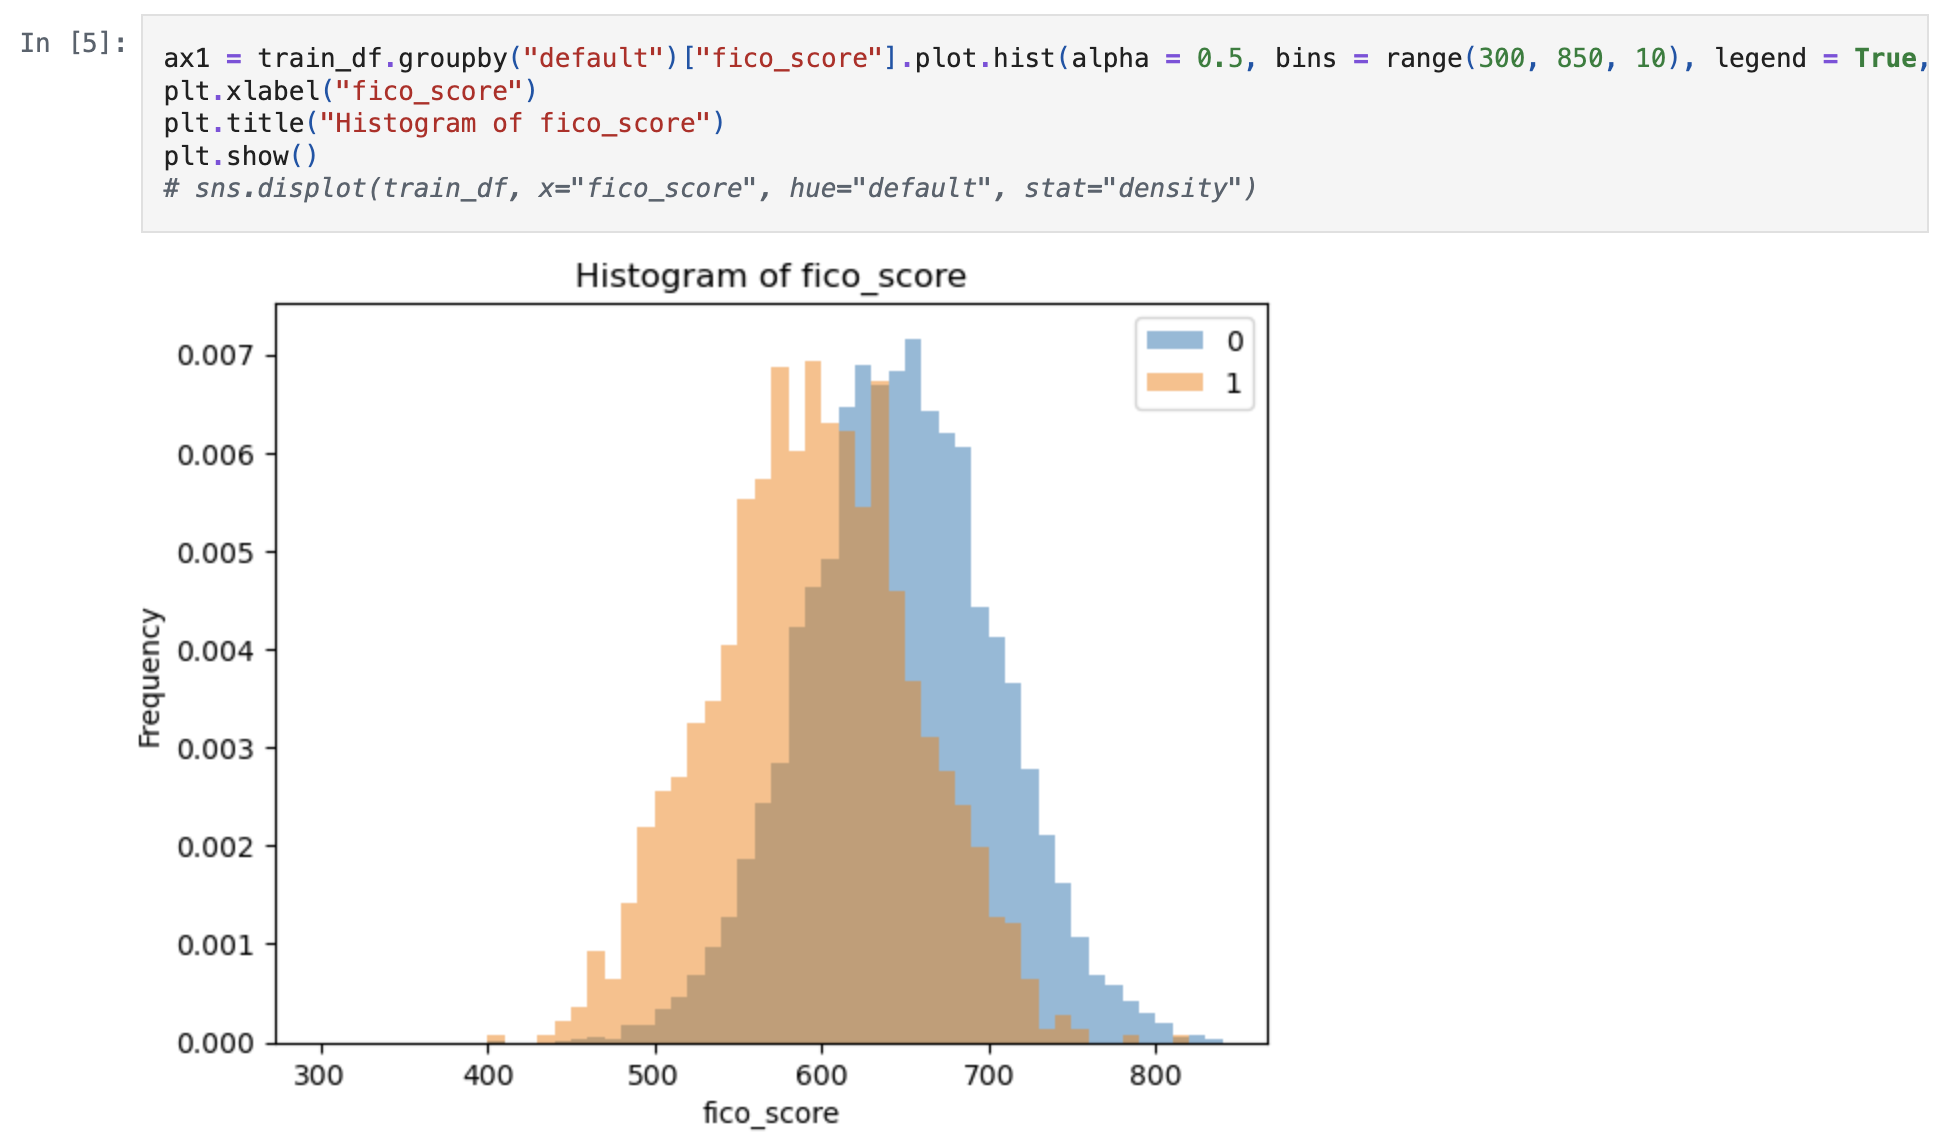 In [5]:
ax1 = train_df.groupby("default")["fico_score"].plot.hist(alpha = 0.5, bins = range(300, 850, 10), legend = True,
plt.xlabel("fico_score")
plt.title("Histogram of fico_score")
plt.show()
# sns.displot(train_df, x="fico_score", hue="default", stat="density")
Histogram of fico_score
0
1
0.007
0.006
0.005
0.004
0.003
0.002
0.001
0.000
Frequency
300 400 500 600 700 800
fico_score